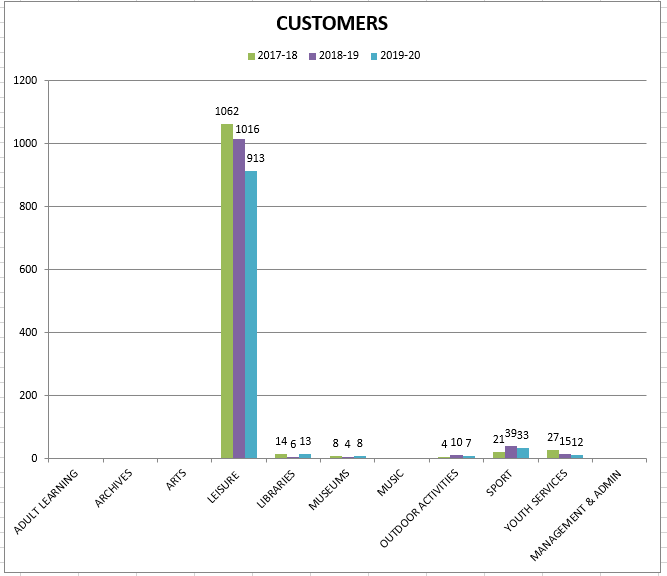 CUSTOMERS
2017-18 2018-19 2019-20
1200
1000
800
600
400
200
0
1062
1016
913
14 6 13
8 4 8
4 10 7
21 39 33
27 15 12
ADULT LEARNING
ARCHIVES
ARTS
LEISURE
LIBRARIES
MUSEUMS
MUSIC
OUTDOOR ACTIVITIES
SPORT
YOUTH SERVICES
MANAGEMENT & ADMIN